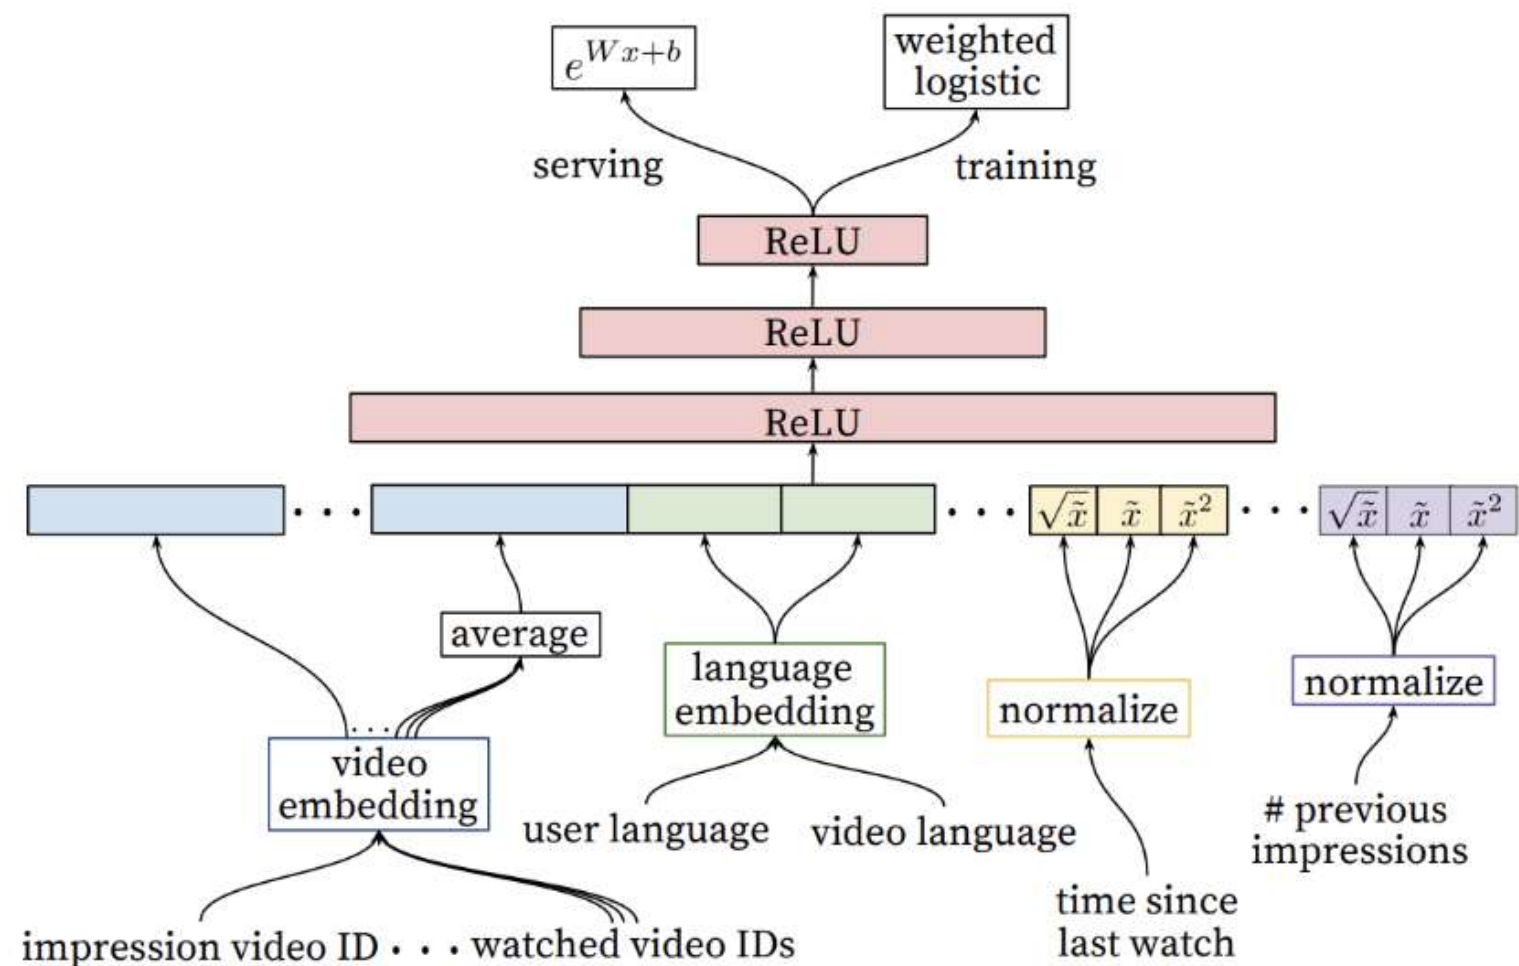 e^{Wx+b}
weighted
logistic
serving
training
ReLU
ReLU
ReLU
. . .
. . .
√x̃ x̃ x̃²
. . .
√x̃ x̃ x̃²
average
language
embedding
normalize
normalize
. . .
video
embedding
user language
video language
# previous
impressions
time since
last watch
impression video ID . . . watched video IDs